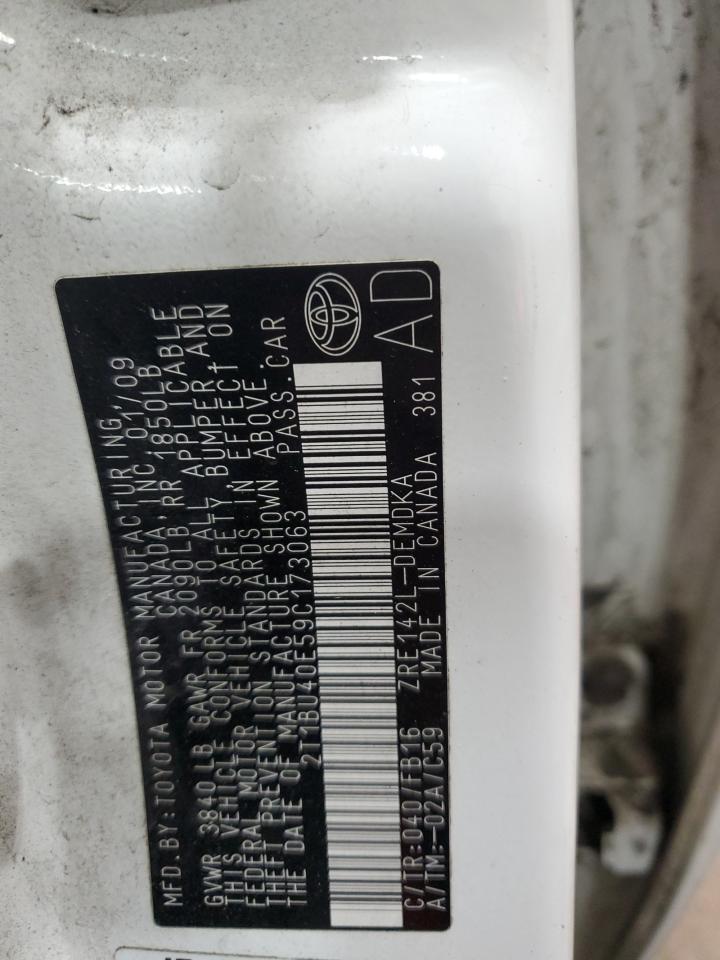 MFD.BY:TOYOTA MOTOR MANUFACTURING,
CANADA, INC. 01/09
GVWR 3840LB GAWR FR 2090LB RR 1850LB
THIS VEHICLE CONFORMS TO ALL APPLICABLE
FEDERAL MOTOR VEHICLE SAFETY, BUMPER, AND
THEFT PREVENTION STANDARDS IN EFFECT ON
THE DATE OF MANUFACTURE SHOWN ABOVE.
2T1BU40E59C173063 PASS.CAR
C/TR:040/FB16 ZRE142L-DEMDKA
A/TM:-02A/C59 MADE IN CANADA 381
AD